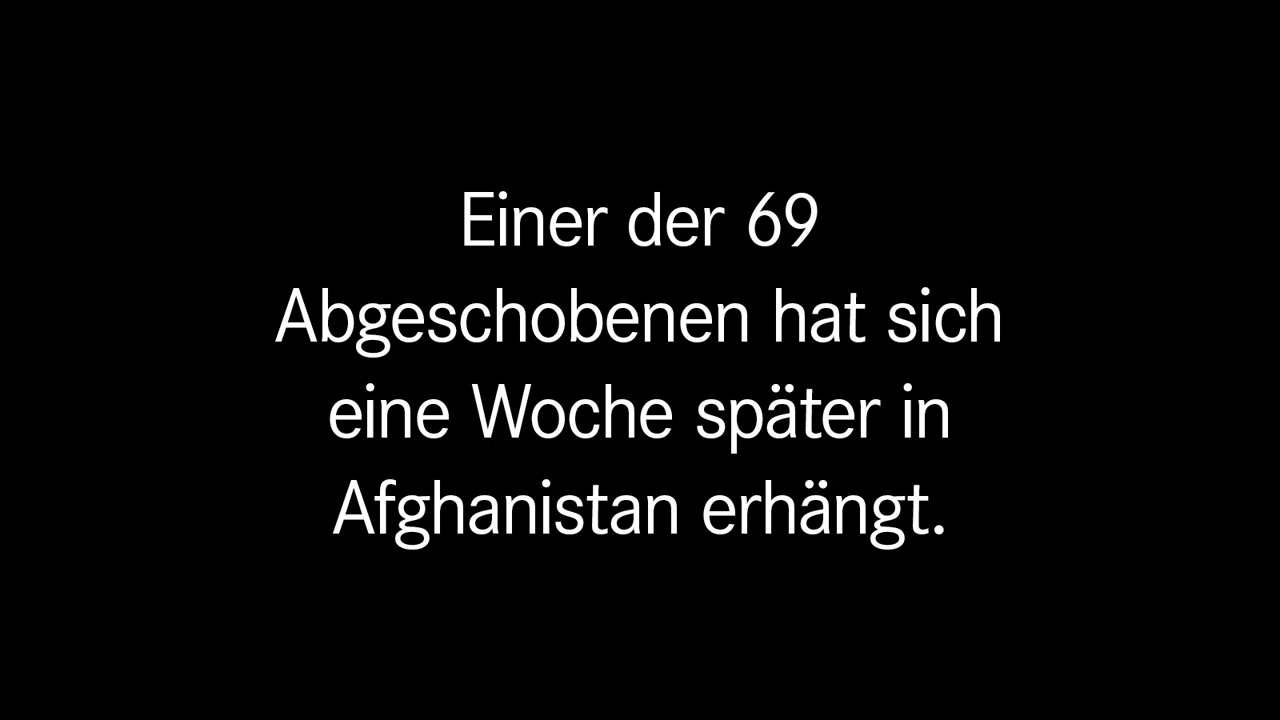 Einer der 69
Abgeschobenen hat sich
eine Woche später in
Afghanistan erhängt.